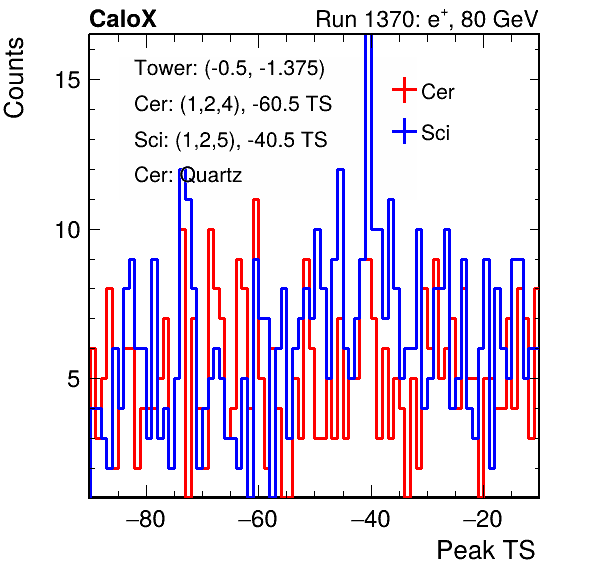 CaloX Run 1370: e⁺, 80 GeV
Counts
Tower: (-0.5, -1.375)
Cer: (1,2,4), -60.5 TS
Sci: (1,2,5), -40.5 TS
Cer: Quartz
Cer
Sci
15
10
5
−80 −60 −40 −20
Peak TS